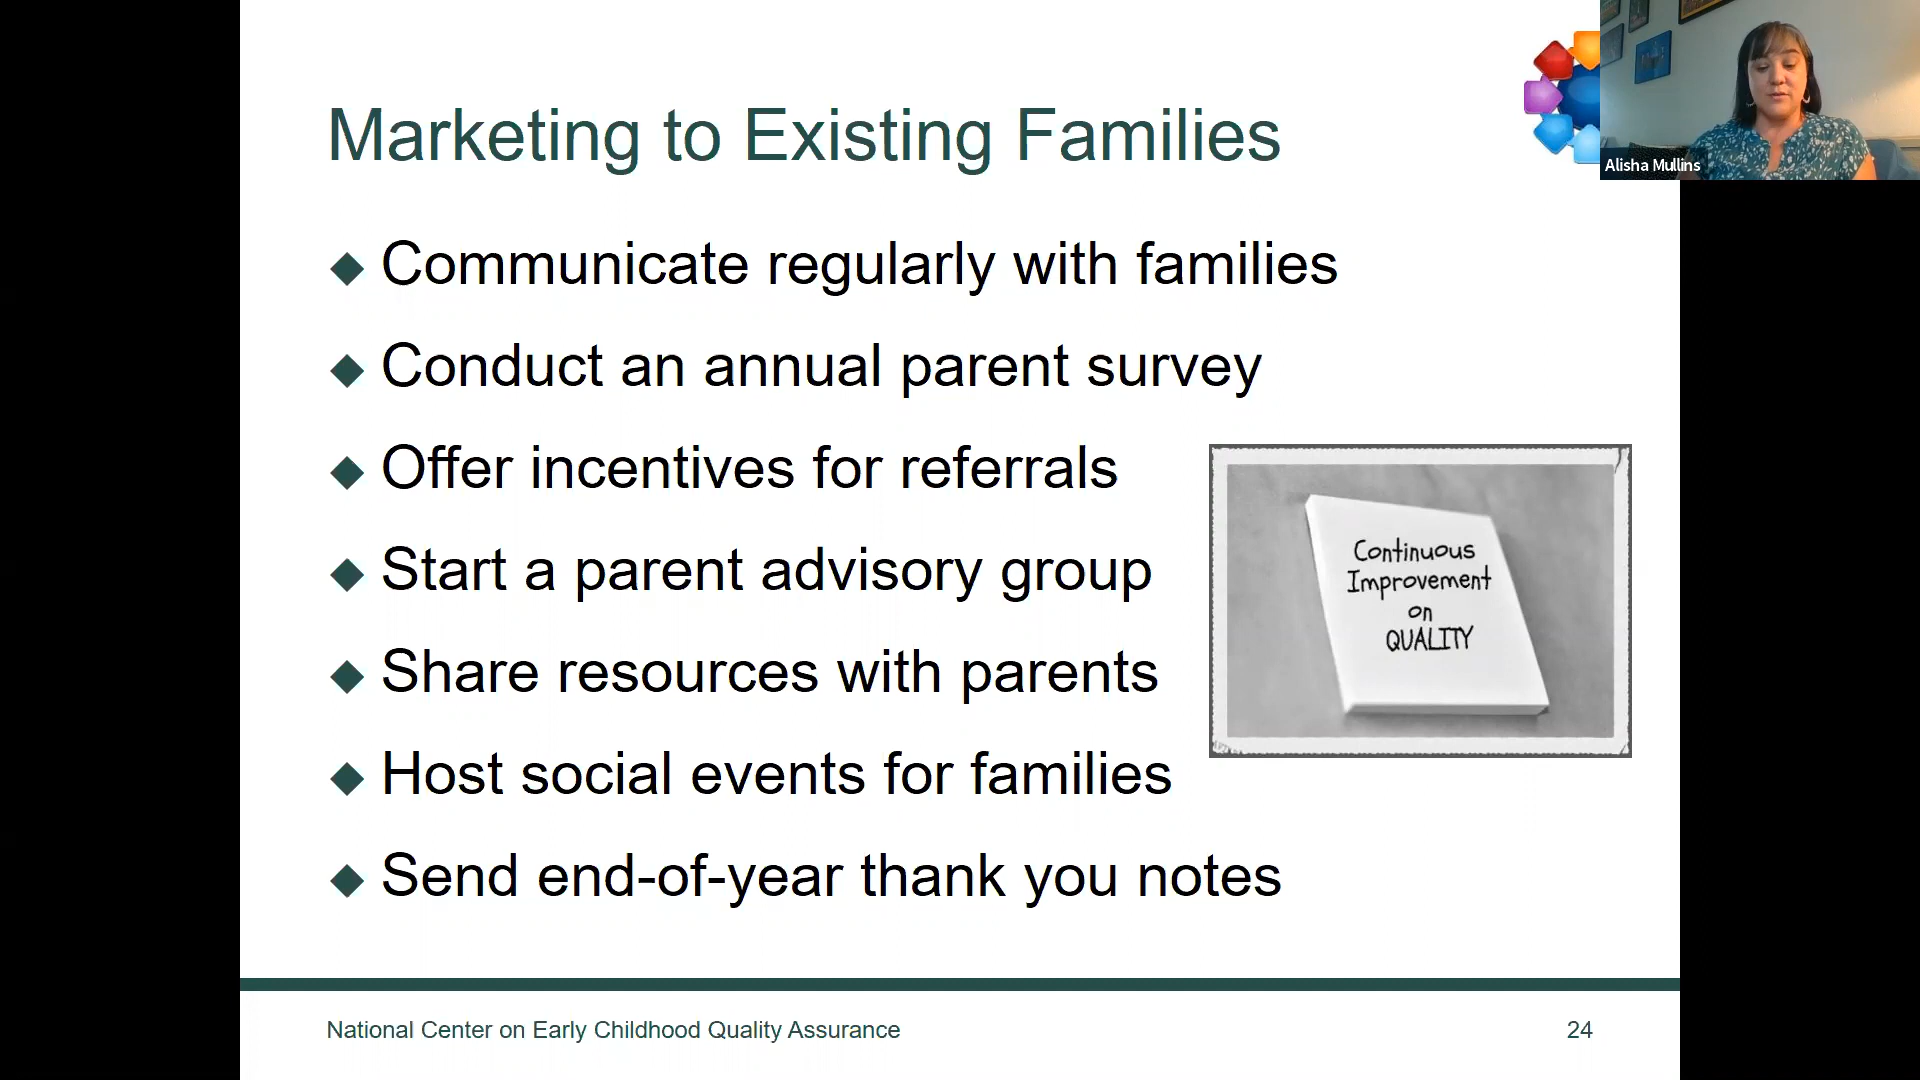 Marketing to Existing Families
Alisha Mullins
Communicate regularly with families
Conduct an annual parent survey
Offer incentives for referrals
Start a parent advisory group
Share resources with parents
Host social events for families
Send end-of-year thank you notes
Continuous
Improvement
on
QUALITY
National Center on Early Childhood Quality Assurance
24